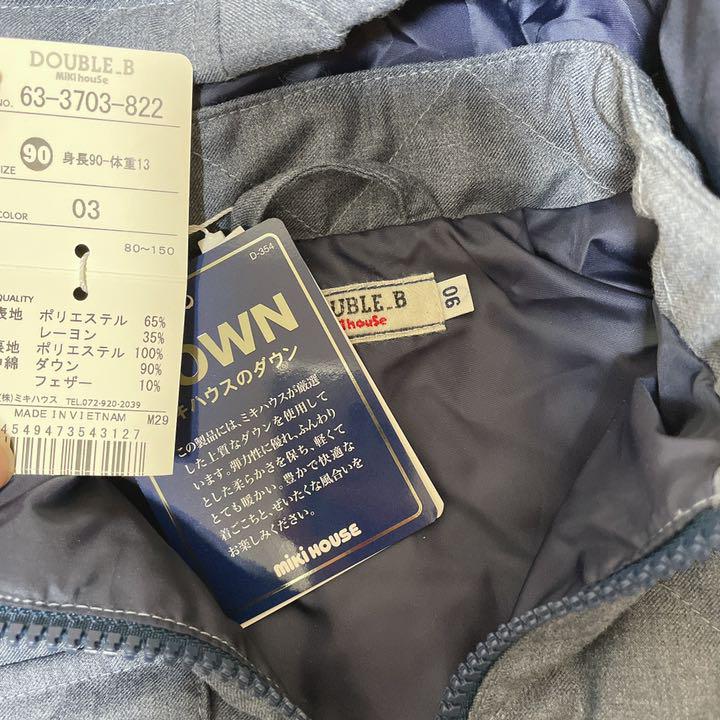 DOUBLE_B
MIKI HOUSE
NO. 63-3703-822
SIZE 90 身長90-体重13
COLOR 03
80〜150
QUALITY
表地 ポリエステル 65%
レーヨン 35%
裏地 ポリエステル 100%
中綿 ダウン 90%
フェザー 10%
(株)ミキハウス TEL.072-920-2039
MADE IN VIETNAM M29
4549473543127
D-354
OWN
キハウスのダウン
この製品には、ミキハウスが厳選
した上質なダウンを使用して
います。弾力性に優れ、ふんわり
とした柔らかさを保ち、軽くて
とても暖かい。豊かで快適な
着ごこちと、ぜいたくな風合いを
お楽しみください。
MIKI HOUSE
OUBLE_B
iki HOUSE
90